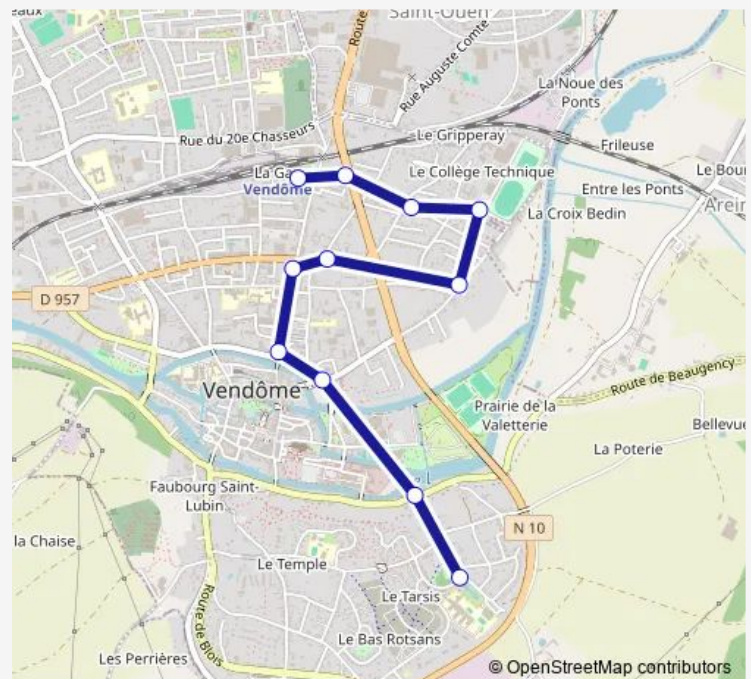 eaux
Saint-Ouen
Route
Rue Auguste Comte
La Noue des
Ponts
Rue du 20e Chasseurs
Le Gripperay
Frileuse
La Ga
Vendôme
Le Collège Technique
Entre les Ponts
Le Bour
Arein
La Croix Bedin
D 957
Vendôme
Route de Beaugency
Prairie de la
Valetterie
Bellevue
La Poterie
Faubourg Saint-
Lubin
N 10
la Chaise
Le Temple
Le Tarsis
Route de Blois
Le Bas Rotsans
Les Perrières
© OpenStreetMap contributors